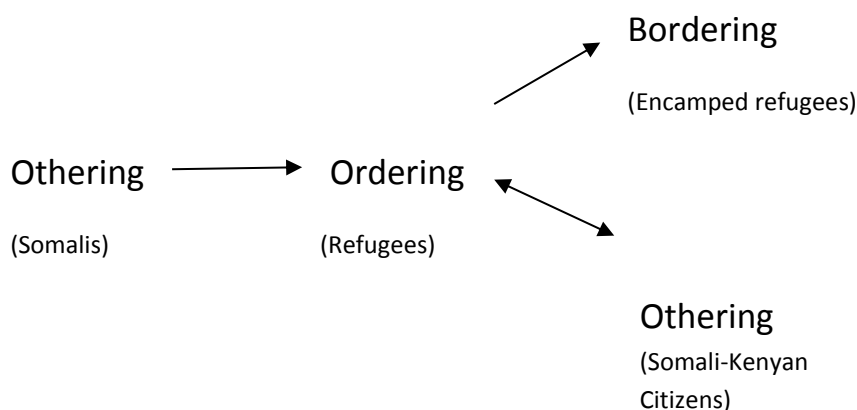 Bordering
(Encamped refugees)
Othering
Ordering
(Somalis)
(Refugees)
Othering
(Somali-Kenyan
Citizens)